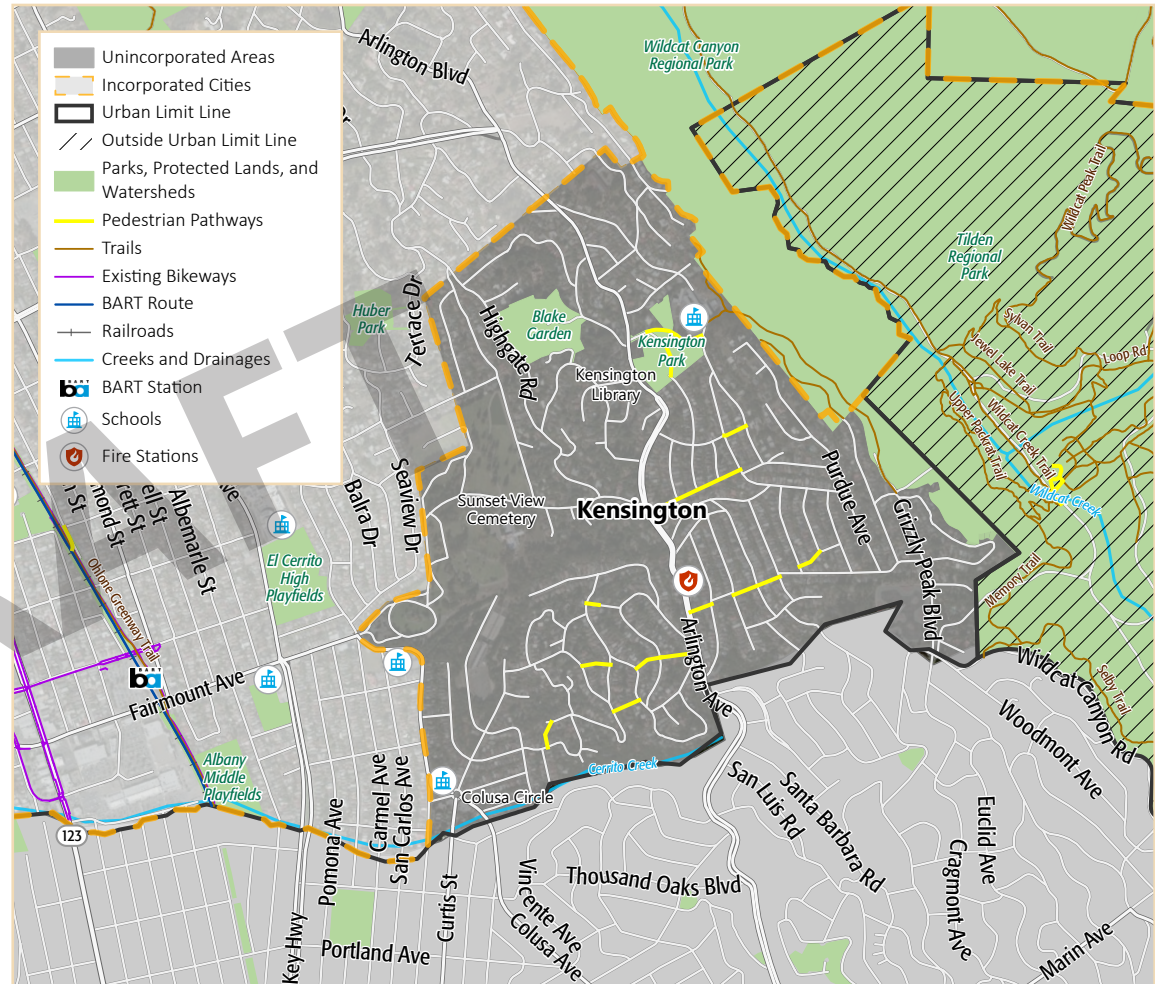 Unincorporated Areas
Incorporated Cities
Urban Limit Line
Outside Urban Limit Line
Parks, Protected Lands, and
Watersheds
Pedestrian Pathways
Trails
Existing Bikeways
BART Route
Railroads
Creeks and Drainages
BART
ba
BART Station
Schools
Fire Stations
Arlington Blvd
Wildcat Canyon
Regional Park
Wildcat Peak Trail
Tilden
Regional
Park
Huber
Park
Terrace Dr
Highgate Rd
Blake
Garden
Kensington
Park
Kensington
Library
Sylvan Trail
Jewel Lake Trail
Loop Rd
Upper Packrat Trail
Wildcat Creek Trail
Wildcat Creek
Purdue Ave
Grizzly Peak Blvd
Sunset View
Cemetery
Kensington
Seaview Dr
Balra Dr
Albemarle St
El Cerrito
High
Playfields
Ohlone Greenway Trail
Memory Trail
Selby Trail
Arlington Ave
BART
ba
Fairmount Ave
Wildcat Canyon Rd
Woodmont Ave
Albany
Middle
Playfields
Cerrito Creek
Colusa Circle
123
Carmel Ave
San Carlos Ave
Pomona Ave
San Luis Rd
Santa Barbara Rd
Euclid Ave
Cragmont Ave
Thousand Oaks Blvd
Vincente Ave
Colusa Ave
Curtis St
Key Hwy
Portland Ave
Marin Ave